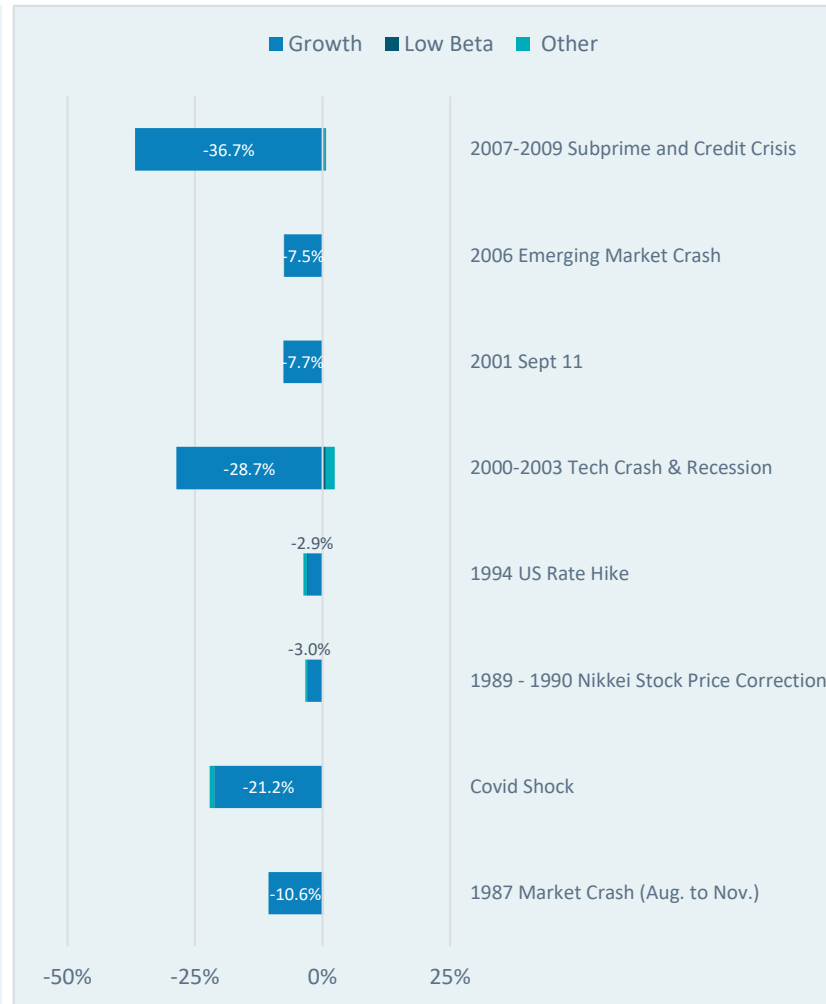 Growth Low Beta Other
-36.7% 2007-2009 Subprime and Credit Crisis
-7.5% 2006 Emerging Market Crash
-7.7% 2001 Sept 11
-28.7% 2000-2003 Tech Crash & Recession
-2.9%
1994 US Rate Hike
-3.0%
1989 - 1990 Nikkei Stock Price Correction
-21.2% Covid Shock
-10.6% 1987 Market Crash (Aug. to Nov.)
-50% -25% 0% 25%